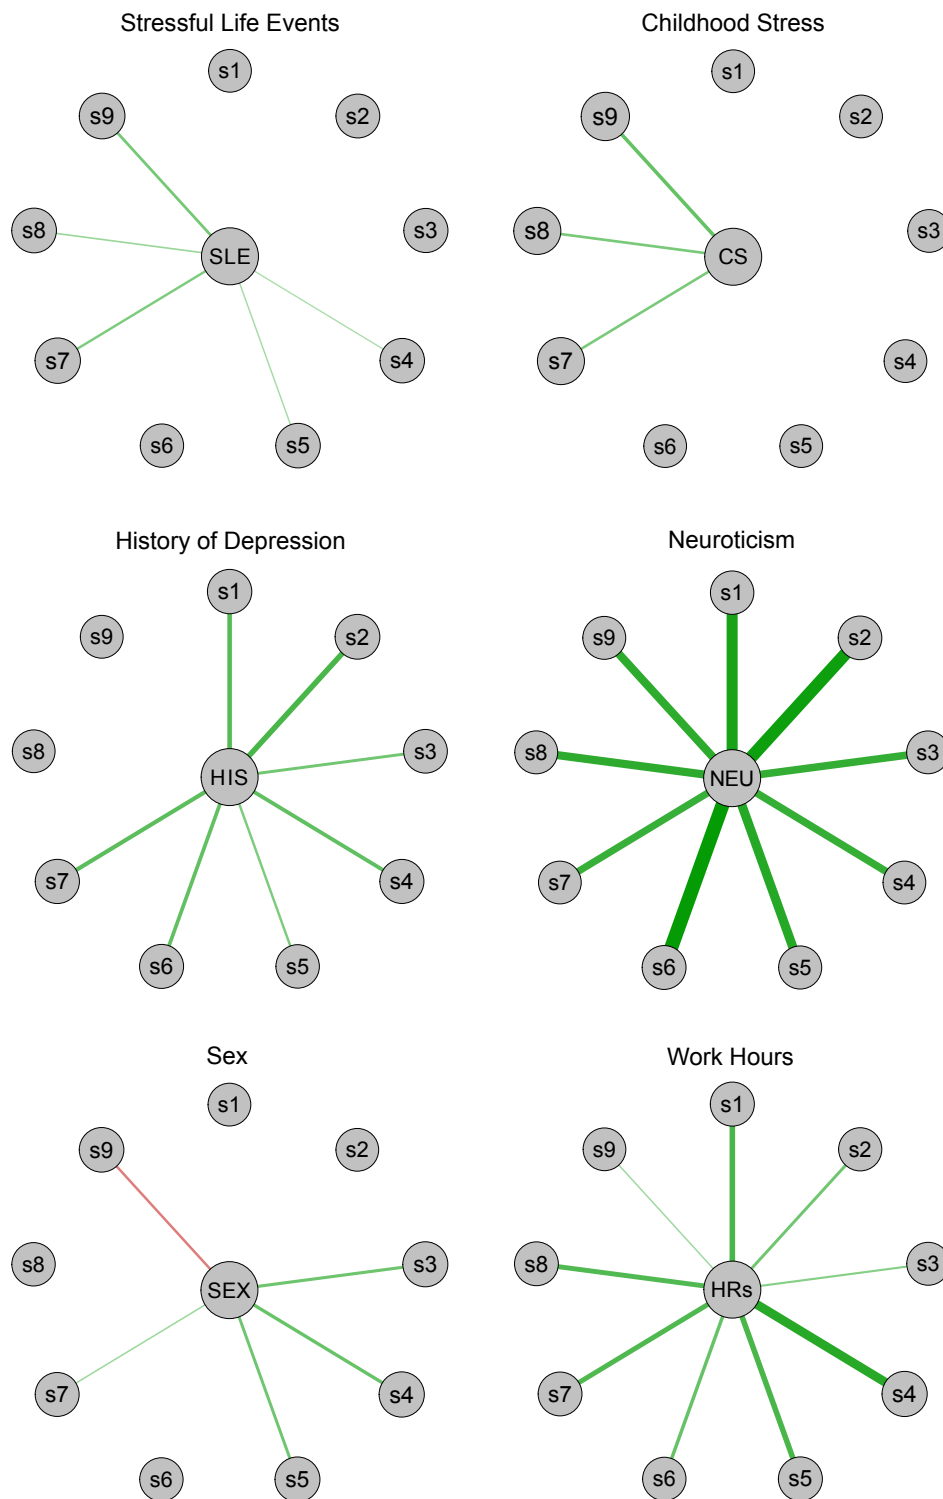 Stressful Life Events
s1
s2
s3
s4
s5
s6
s7
s8
s9
SLE
Childhood Stress
s1
s2
s3
s4
s5
s6
s7
s8
s9
CS
History of Depression
s1
s2
s3
s4
s5
s6
s7
s8
s9
HIS
Neuroticism
s1
s2
s3
s4
s5
s6
s7
s8
s9
NEU
Sex
s1
s2
s3
s4
s5
s6
s7
s8
s9
SEX
Work Hours
s1
s2
s3
s4
s5
s6
s7
s8
s9
HRs